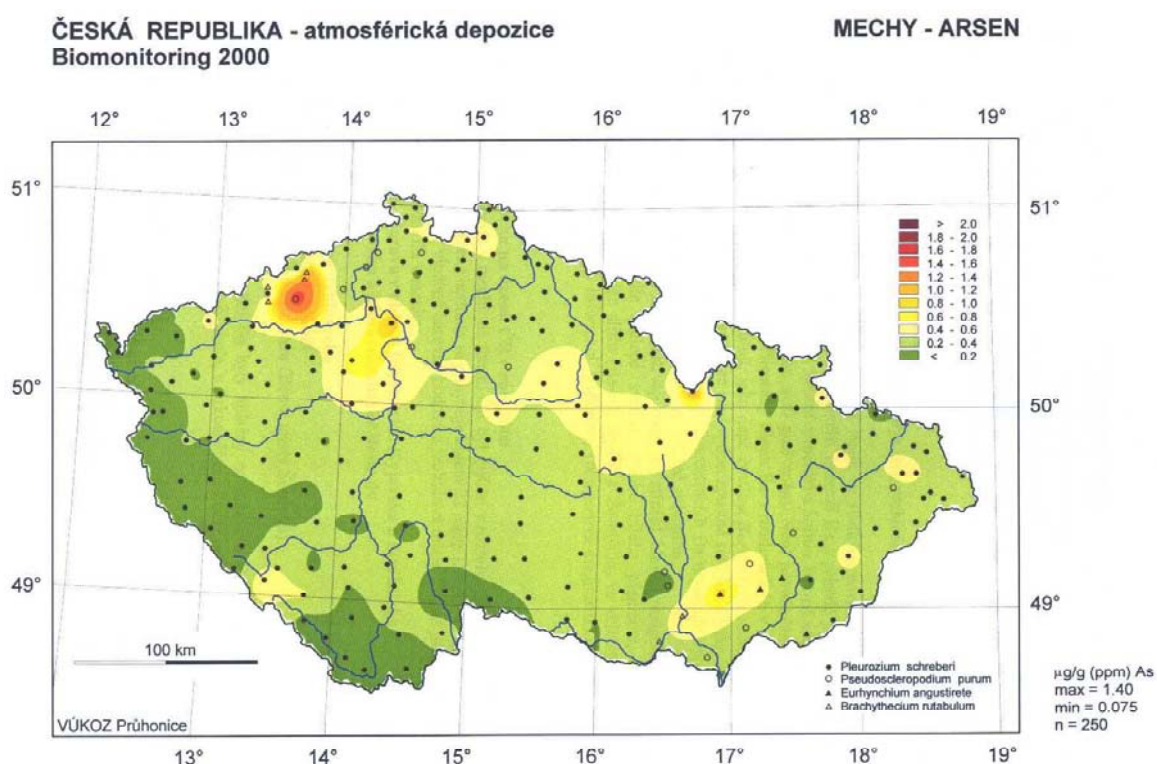 ČESKÁ REPUBLIKA - atmosférická depozice
Biomonitoring 2000
MECHY - ARSEN
12° 13° 14° 15° 16° 17° 18° 19°
51° 51°
> 2.0
1.8 - 2.0
1.6 - 1.8
1.4 - 1.6
1.2 - 1.4
1.0 - 1.2
0.8 - 1.0
0.6 - 0.8
0.4 - 0.6
0.2 - 0.4
< 0.2
50° 50°
49° 49°
100 km
Pleurozium schreberi
Pseudoscleropodium purum
Eurhynchium angustirete
Brachythecium rutabulum
µg/g (ppm) As
max = 1.40
min = 0.075
n = 250
VÚKOZ Průhonice
13° 14° 15° 16° 17° 18° 19°